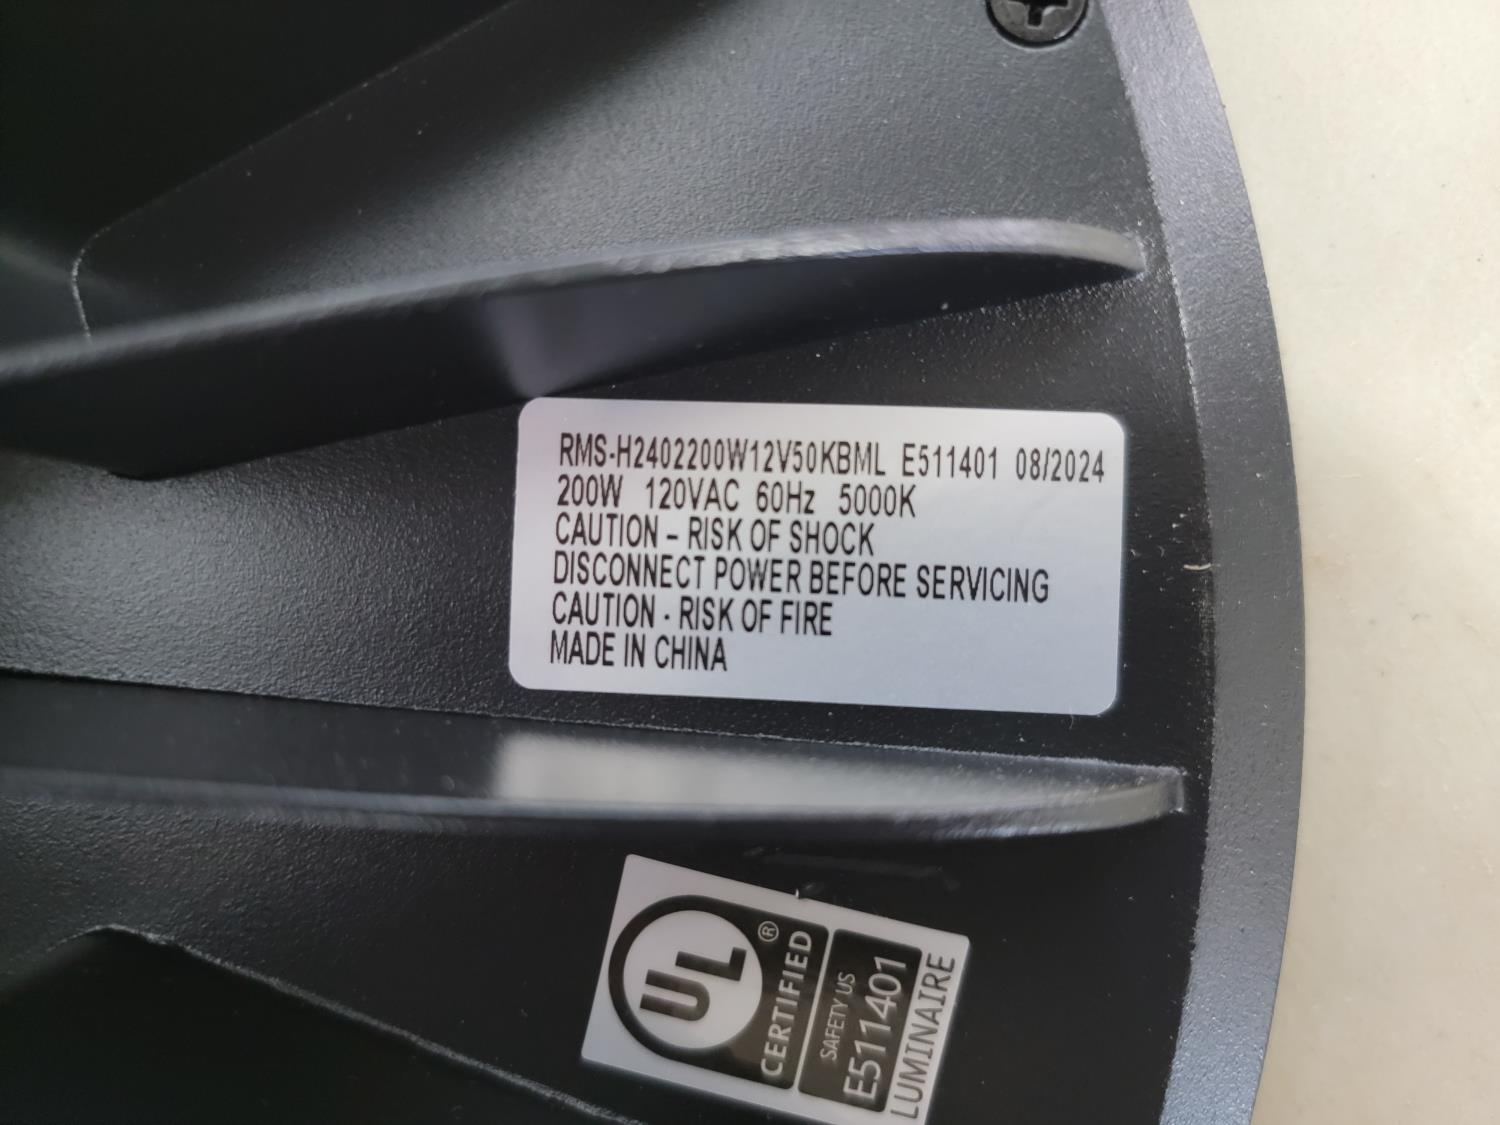 RMS-H2402200W12V50KBML E511401 08/2024
200W 120VAC 60Hz 5000K
CAUTION – RISK OF SHOCK
DISCONNECT POWER BEFORE SERVICING
CAUTION - RISK OF FIRE
MADE IN CHINA
UL ®
CERTIFIED
SAFETY US
E511401
LUMINAIRE